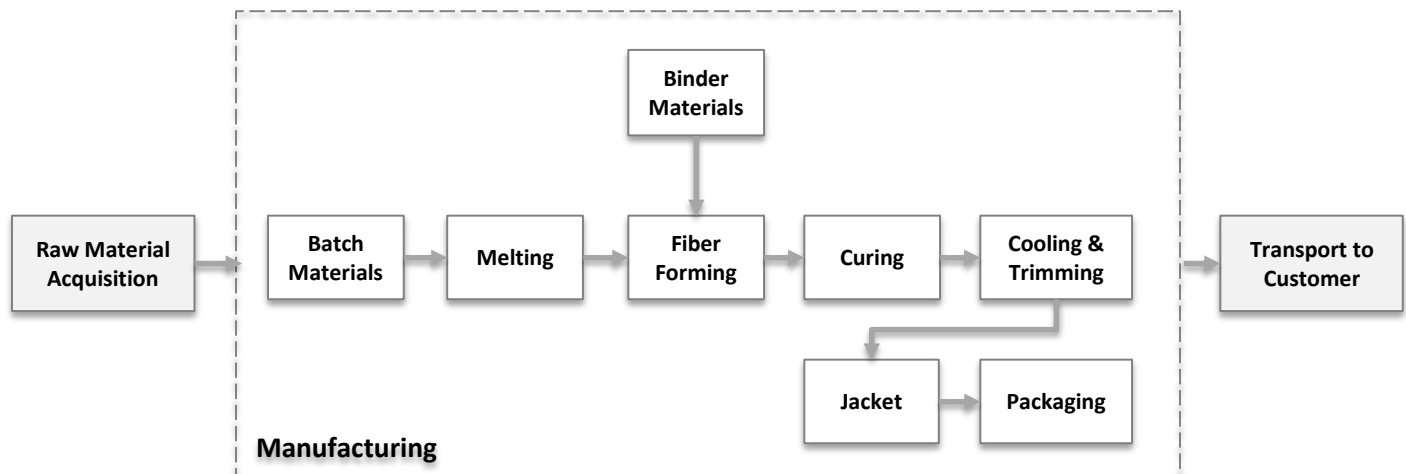 Binder
Materials
Raw Material
Acquisition
Batch
Materials
Melting
Fiber
Forming
Curing
Cooling &
Trimming
Transport to
Customer
Jacket
Packaging
Manufacturing